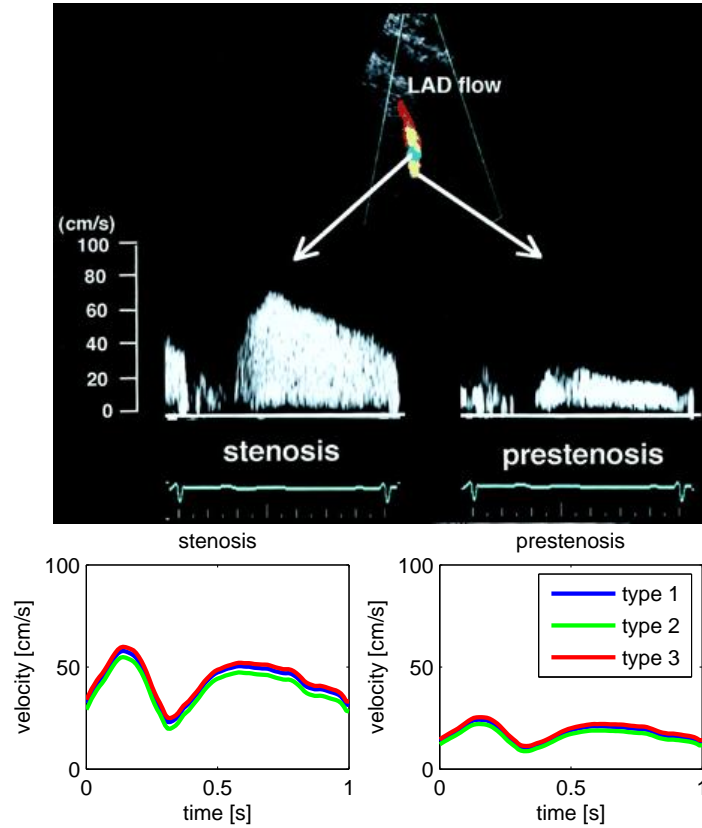 LAD flow
(cm/s)
100
80
60
40
20
0
stenosis
prestenosis
stenosis
prestenosis
100
50
0
velocity [cm/s]
0
0.5
1
time [s]
100
50
0
velocity [cm/s]
0
0.5
1
time [s]
type 1
type 2
type 3